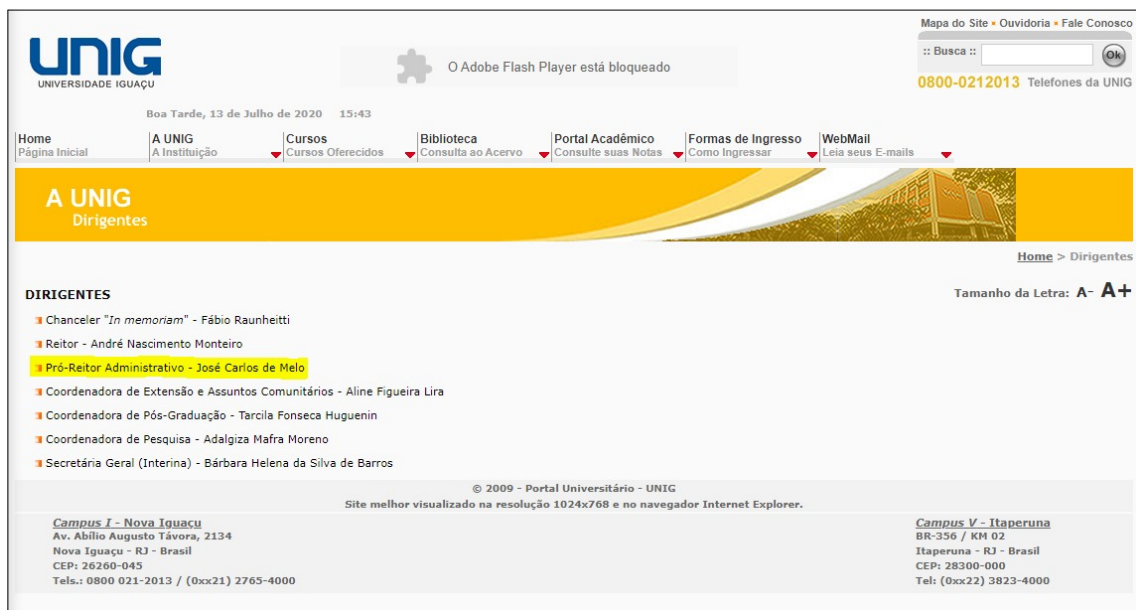 Mapa do Site • Ouvidoria • Fale Conosco
UNIG
UNIVERSIDADE IGUAÇU
O Adobe Flash Player está bloqueado
:: Busca ::
Ok
0800-0212013 Telefones da UNIG
Boa Tarde, 13 de Julho de 2020 15:43
Home A UNIG Cursos Biblioteca Portal Acadêmico Formas de Ingresso WebMail
Página Inicial A Instituição Cursos Oferecidos Consulta ao Acervo Consulte suas Notas Como Ingressar Leia seus E-mails
A UNIG
Dirigentes
Home > Dirigentes
DIRIGENTES
Tamanho da Letra: A- A+
Chanceler "In memoriam" - Fábio Raunheitti
Reitor - André Nascimento Monteiro
Pró-Reitor Administrativo - José Carlos de Melo
Coordenadora de Extensão e Assuntos Comunitários - Aline Figueira Lira
Coordenadora de Pós-Graduação - Tarcila Fonseca Huguenin
Coordenadora de Pesquisa - Adalgiza Mafra Moreno
Secretária Geral (Interina) - Bárbara Helena da Silva de Barros
© 2009 - Portal Universitário - UNIG
Site melhor visualizado na resolução 1024x768 e no navegador Internet Explorer.
Campus I - Nova Iguaçu
Av. Abílio Augusto Távora, 2134
Nova Iguaçu - RJ - Brasil
CEP: 26260-045
Tels.: 0800 021-2013 / (0xx21) 2765-4000
Campus V - Itaperuna
BR-356 / KM 02
Itaperuna - RJ - Brasil
CEP: 28300-000
Tel: (0xx22) 3823-4000